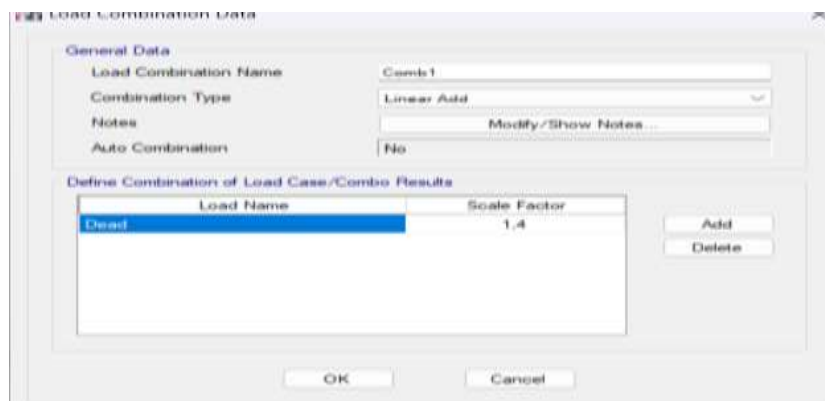 Load Combination Data
General Data
Load Combination Name Comb1
Combination Type Linear Add
Notes Modify/Show Notes...
Auto Combination No
Define Combination of Load Case/Combo Results
Load Name Scale Factor
Dead 1,4 Add
Delete
OK Cancel